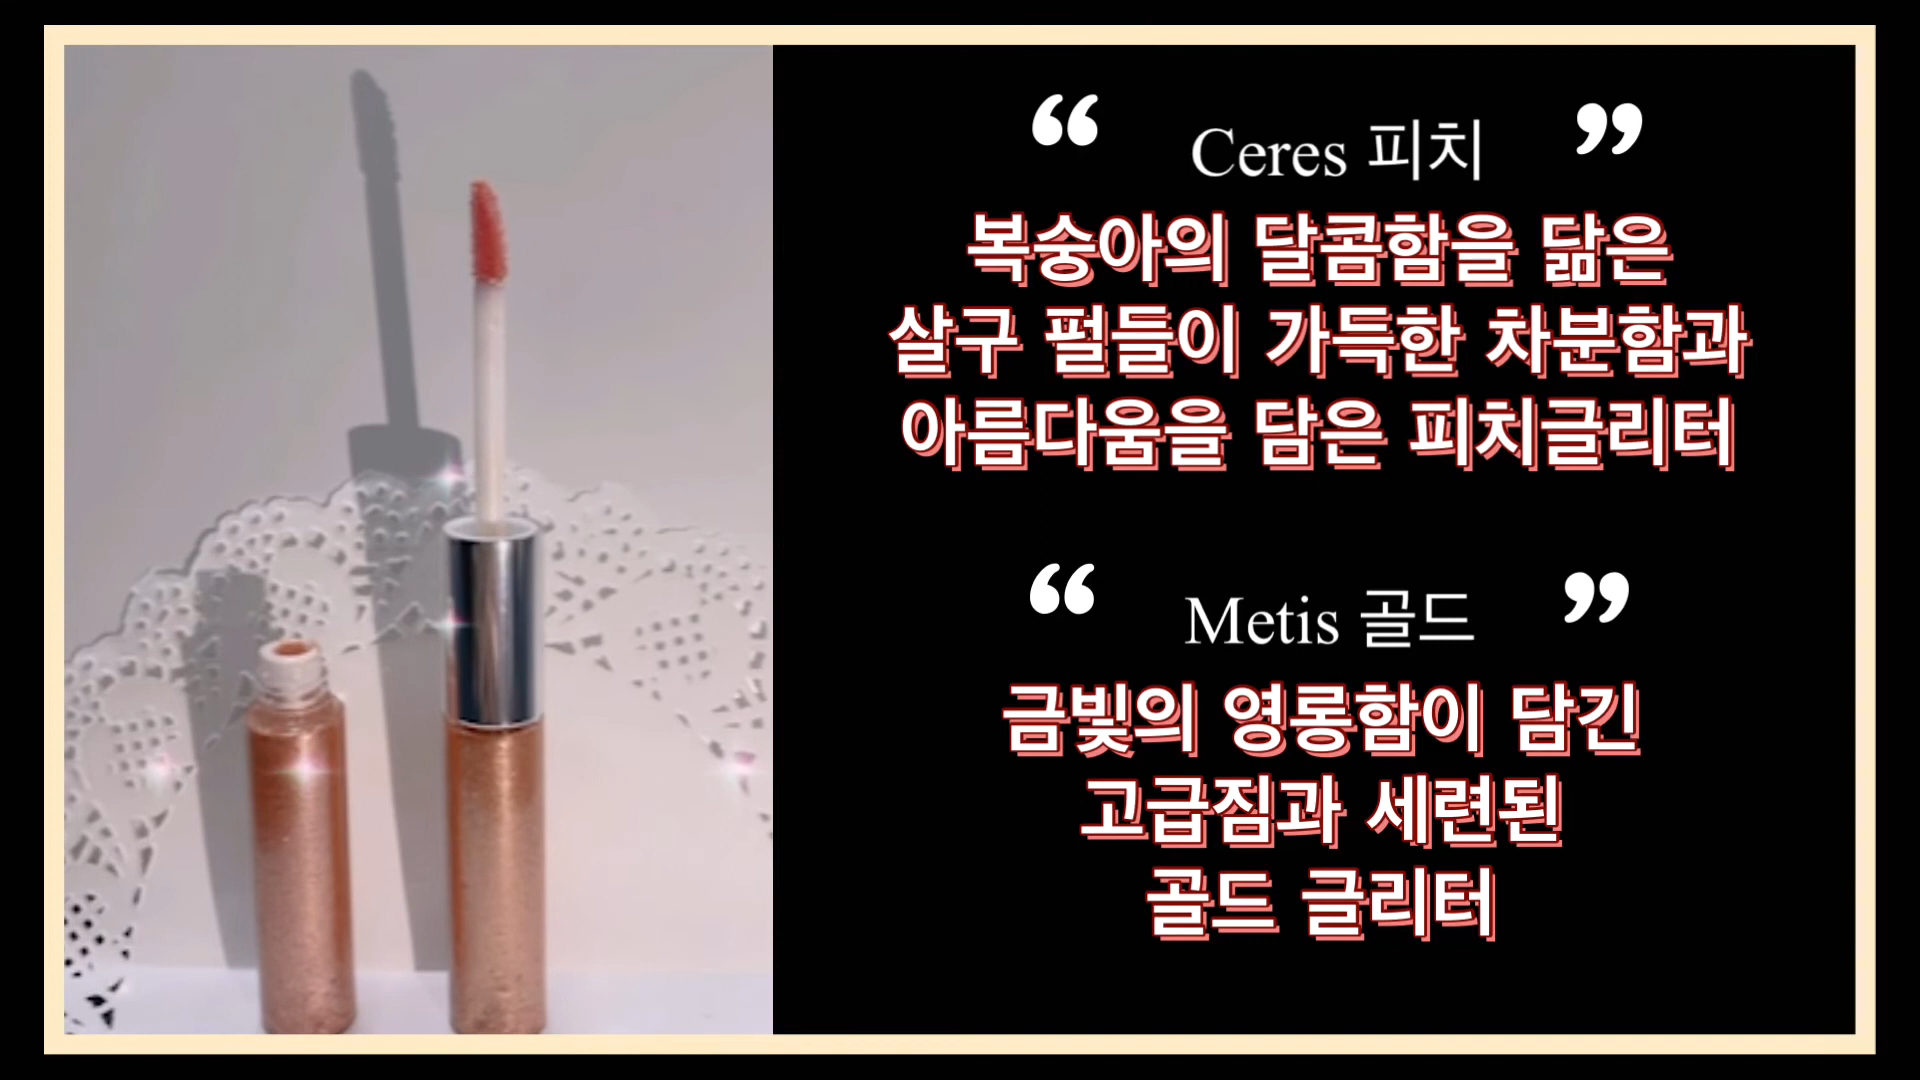 “ Ceres 피치 ”
복숭아의 달콤함을 닮은
살구 펄들이 가득한 차분함과
아름다움을 담은 피치글리터
“ Metis 골드 ”
금빛의 영롱함이 담긴
고급짐과 세련된
골드 글리터